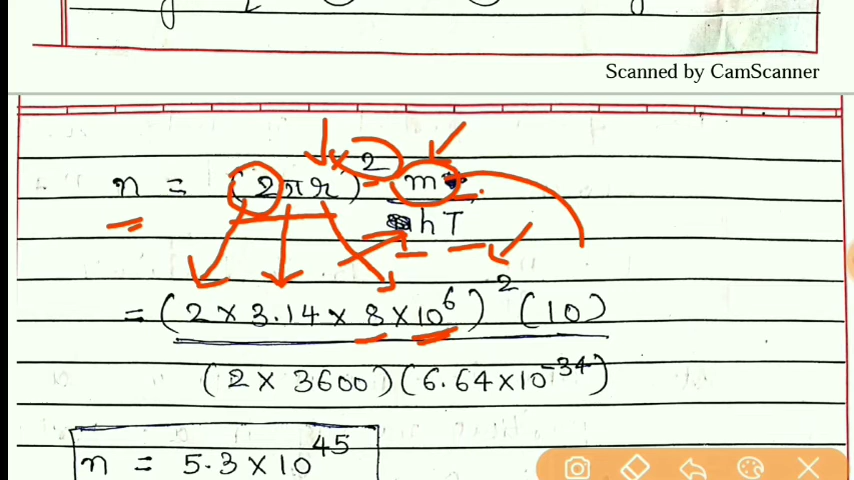 Scanned by CamScanner
n = (2πr)² m
hT
= (2 × 3.14 × 8 × 10⁶)² (10)
(2 × 3600)(6.64×10⁻³⁴)
n = 5.3 × 10⁴⁵